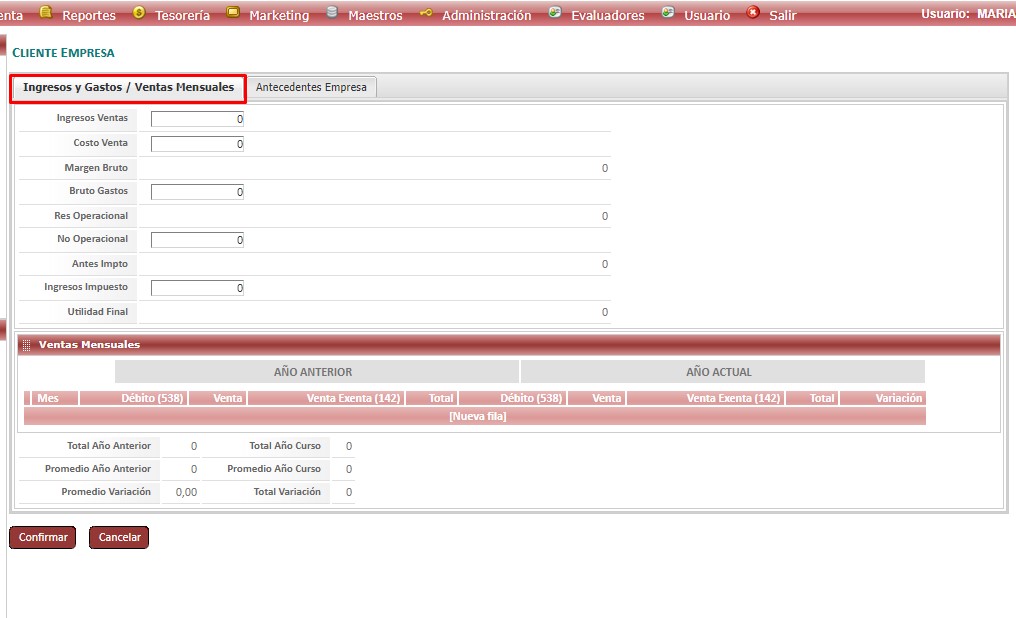 enta Reportes Tesorería Marketing Maestros Administración Evaluadores Usuario Salir Usuario: MARIA
CLIENTE EMPRESA
Ingresos y Gastos / Ventas Mensuales Antecedentes Empresa
Ingresos Ventas 0
Costo Venta 0
Margen Bruto 0
Bruto Gastos 0
Res Operacional 0
No Operacional 0
Antes Impto 0
Ingresos Impuesto 0
Utilidad Final 0
Ventas Mensuales
AÑO ANTERIOR AÑO ACTUAL
Mes Débito (538) Venta Venta Exenta (142) Total Débito (538) Venta Venta Exenta (142) Total Variación
[Nueva fila]
Total Año Anterior 0 Total Año Curso 0
Promedio Año Anterior 0 Promedio Año Curso 0
Promedio Variación 0,00 Total Variación 0
Confirmar Cancelar